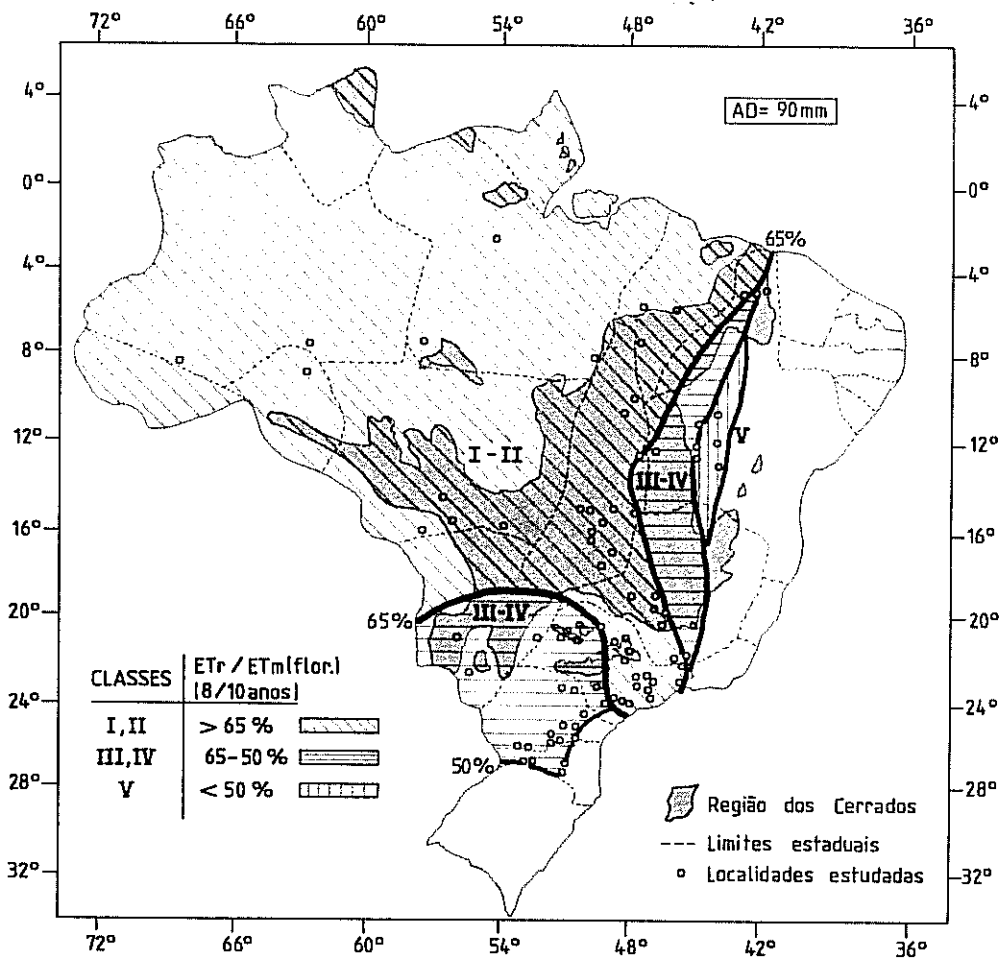 72° 66° 60° 54° 48° 42° 36°
AD= 90mm
4° 4°
0° 0°
65%
4° 4°
8° 8°
V
12° I-II 12°
III-IV
16° 16°
20° 65% III-IV 20°
CLASSES ETr / ETm(flor.)
(8/10 anos)
24° 24°
I,II > 65 %
III,IV 65-50 %
V < 50 %
50%
28° 28°
Região dos Cerrados
Limites estaduais
Localidades estudadas
32° 32°
72° 66° 60° 54° 48° 42° 36°